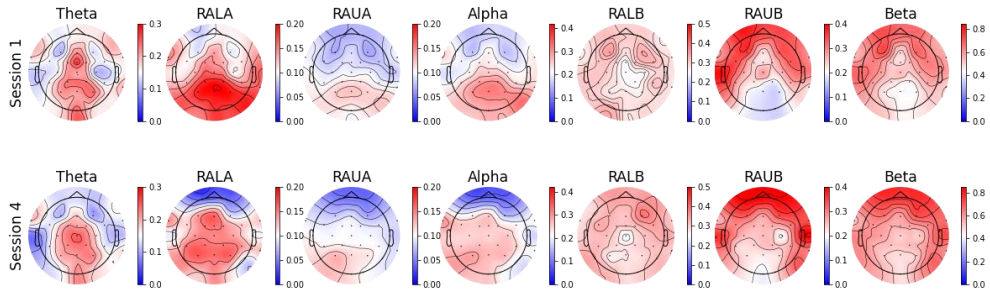 Theta RALA RAUA Alpha RALB RAUB Beta
Session 1
0.3 0.20 0.20 0.4 0.5 0.4 0.8
0.2 0.15 0.15 0.3 0.4 0.3 0.6
0.1 0.10 0.10 0.2 0.3 0.2 0.4
0.0 0.05 0.05 0.1 0.2 0.1 0.2
0.00 0.00 0.0 0.1 0.0 0.0
0.0
Theta RALA RAUA Alpha RALB RAUB Beta
Session 4
0.3 0.20 0.20 0.4 0.5 0.4 0.8
0.2 0.15 0.15 0.3 0.4 0.3 0.6
0.1 0.10 0.10 0.2 0.3 0.2 0.4
0.0 0.05 0.05 0.1 0.2 0.1 0.2
0.00 0.00 0.0 0.1 0.0 0.0
0.0